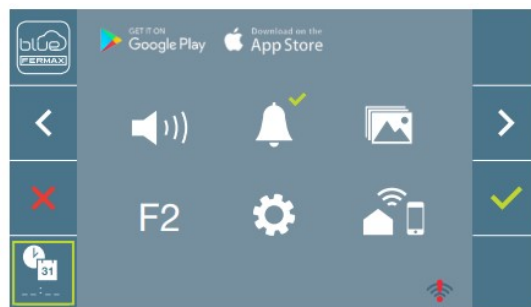 blue
FERMAX
GET IT ON
Google Play
Download on the
App Store
F2
31
--:--